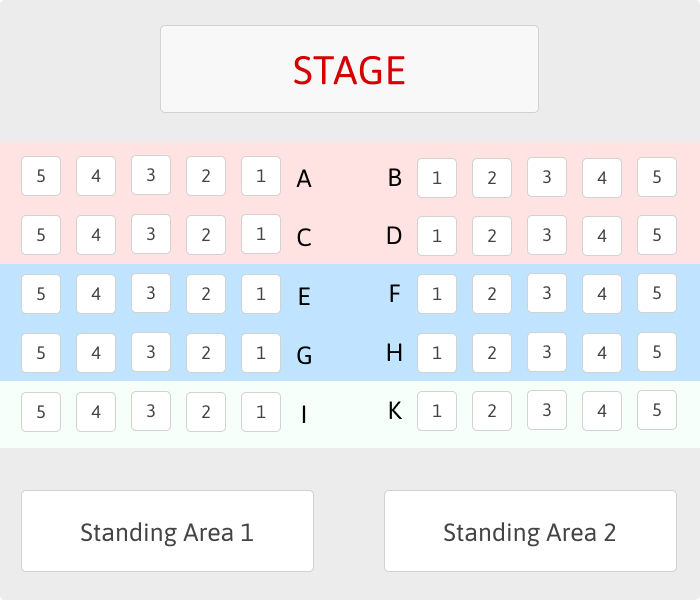 STAGE
5 4 3 2 1 A B 1 2 3 4 5
5 4 3 2 1 C D 1 2 3 4 5
5 4 3 2 1 E F 1 2 3 4 5
5 4 3 2 1 G H 1 2 3 4 5
5 4 3 2 1 I K 1 2 3 4 5
Standing Area 1 Standing Area 2